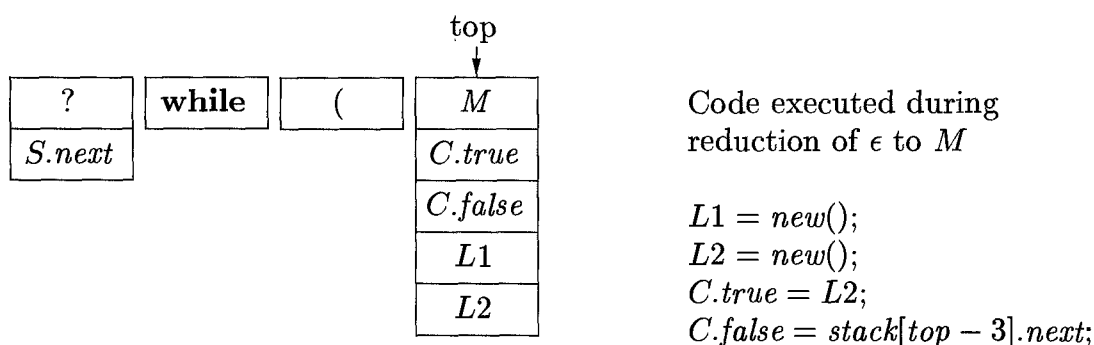 top
? while ( M
S.next C.true
C.false
L1
L2
Code executed during
reduction of ϵ to M
L1 = new();
L2 = new();
C.true = L2;
C.false = stack[top − 3].next;